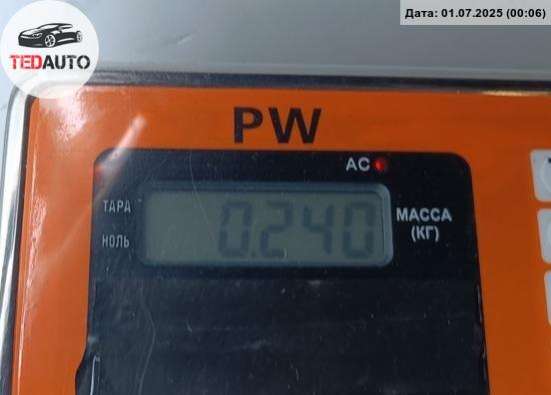 Дата: 01.07.2025 (00:06)
TEDAUTO
PW
AC
ТАРА
0.240
МАССА
(КГ)
НОЛЬ